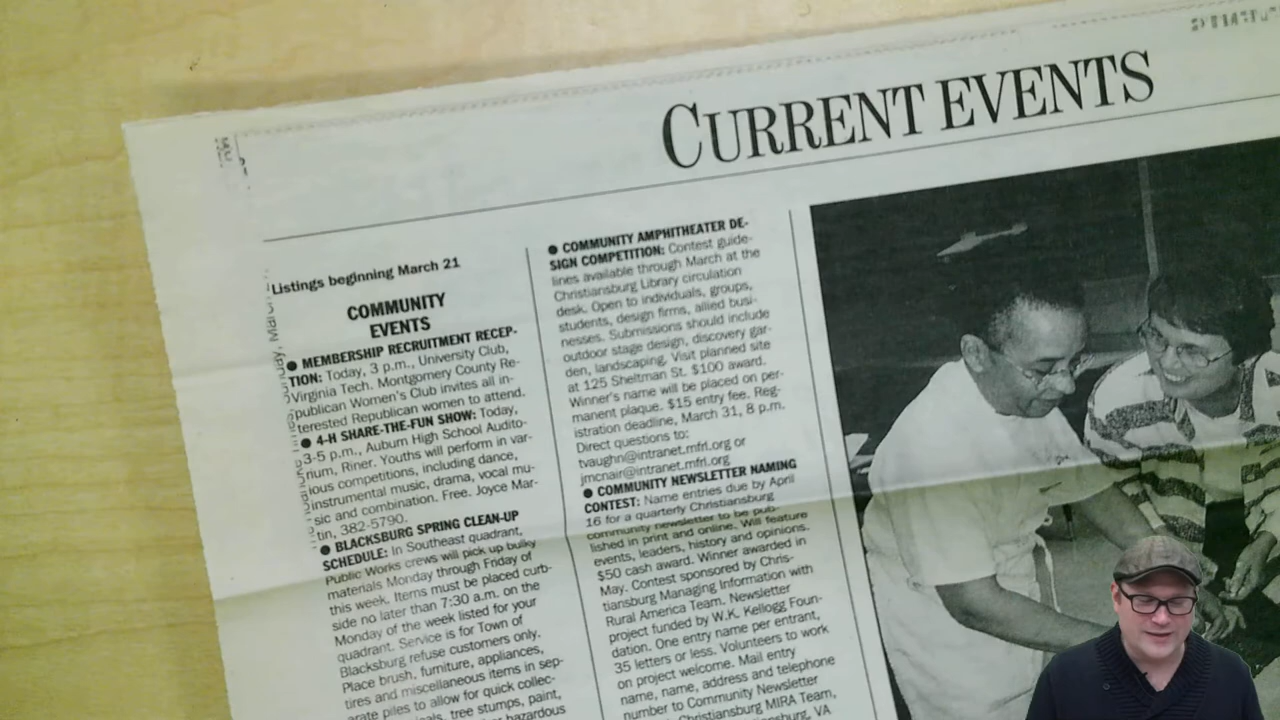 CURRENT EVENTS
Listings beginning March 21
COMMUNITY
EVENTS
● MEMBERSHIP RECRUITMENT RECEP-
TION: Today, 3 p.m., University Club,
Virginia Tech. Montgomery County Re-
publican Women's Club invites all in-
terested Republican women to attend.
● 4-H SHARE-THE-FUN SHOW: Today,
3-5 p.m., Auburn High School Audito-
rium, Riner. Youths will perform in var-
ious competitions, including dance,
instrumental music, drama, vocal mu-
sic and combination. Free. Joyce Mar-
tin, 382-5790.
● BLACKSBURG SPRING CLEAN-UP
SCHEDULE: In Southeast quadrant,
Public Works crews will pick up bulky
materials Monday through Friday of
this week. Items must be placed curb-
side no later than 7:30 a.m. on the
Monday of the week listed for your
quadrant. Service is for Town of
Blacksburg refuse customers only.
Place brush, furniture, appliances,
tires and miscellaneous items in sep-
arate piles to allow for quick collec-
tree stumps, paint,
hazardous
● COMMUNITY AMPHITHEATER DE-
SIGN COMPETITION: Contest guide-
lines available through March at the
Christiansburg Library circulation
desk. Open to individuals, groups,
students, design firms, allied busi-
nesses. Submissions should include
outdoor stage design, discovery gar-
den, landscaping. Visit planned site
at 125 Sheltman St. $100 award.
Winner's name will be placed on per-
manent plaque. $15 entry fee. Reg-
istration deadline, March 31, 8 p.m.
Direct questions to:
tvaughn@intranet.mfrl.org or
jmcnair@intranet.mfrl.org
● COMMUNITY NEWSLETTER NAMING
CONTEST: Name entries due by April
16 for a quarterly Christiansburg
community newsletter to be pub-
lished in print and online. Will feature
events, leaders, history and opinions.
$50 cash award. Winner awarded in
May. Contest sponsored by Chris-
tiansburg Managing Information with
Rural America Team. Newsletter
project funded by W.K. Kellogg Foun-
dation. One entry name per entrant,
35 letters or less. Volunteers to work
on project welcome. Mail entry
name, name, address and telephone
number to Community Newsletter
Christiansburg MIRA Team,
VA